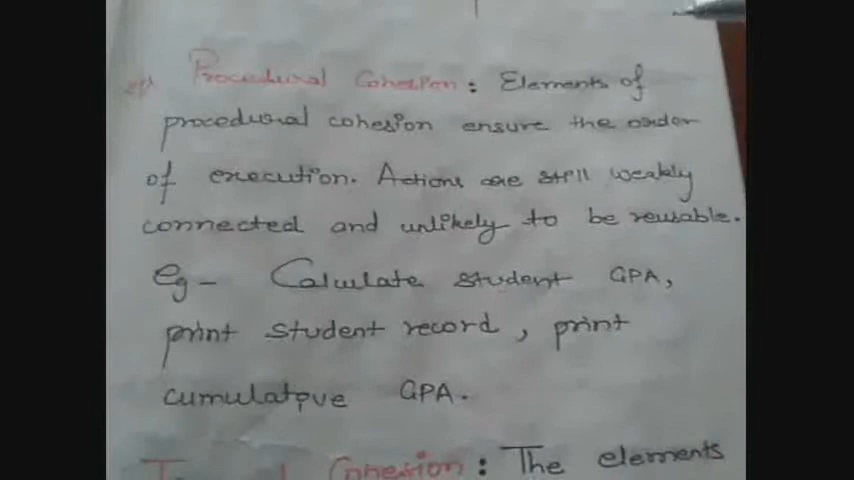 Procedural Cohesion: Elements of
procedural cohesion ensure the order
of execution. Actions are still weakly
connected and unlikely to be reusable.
eg- Calculate student GPA,
print student record, print
cumulative GPA.
Cohesion: The elements